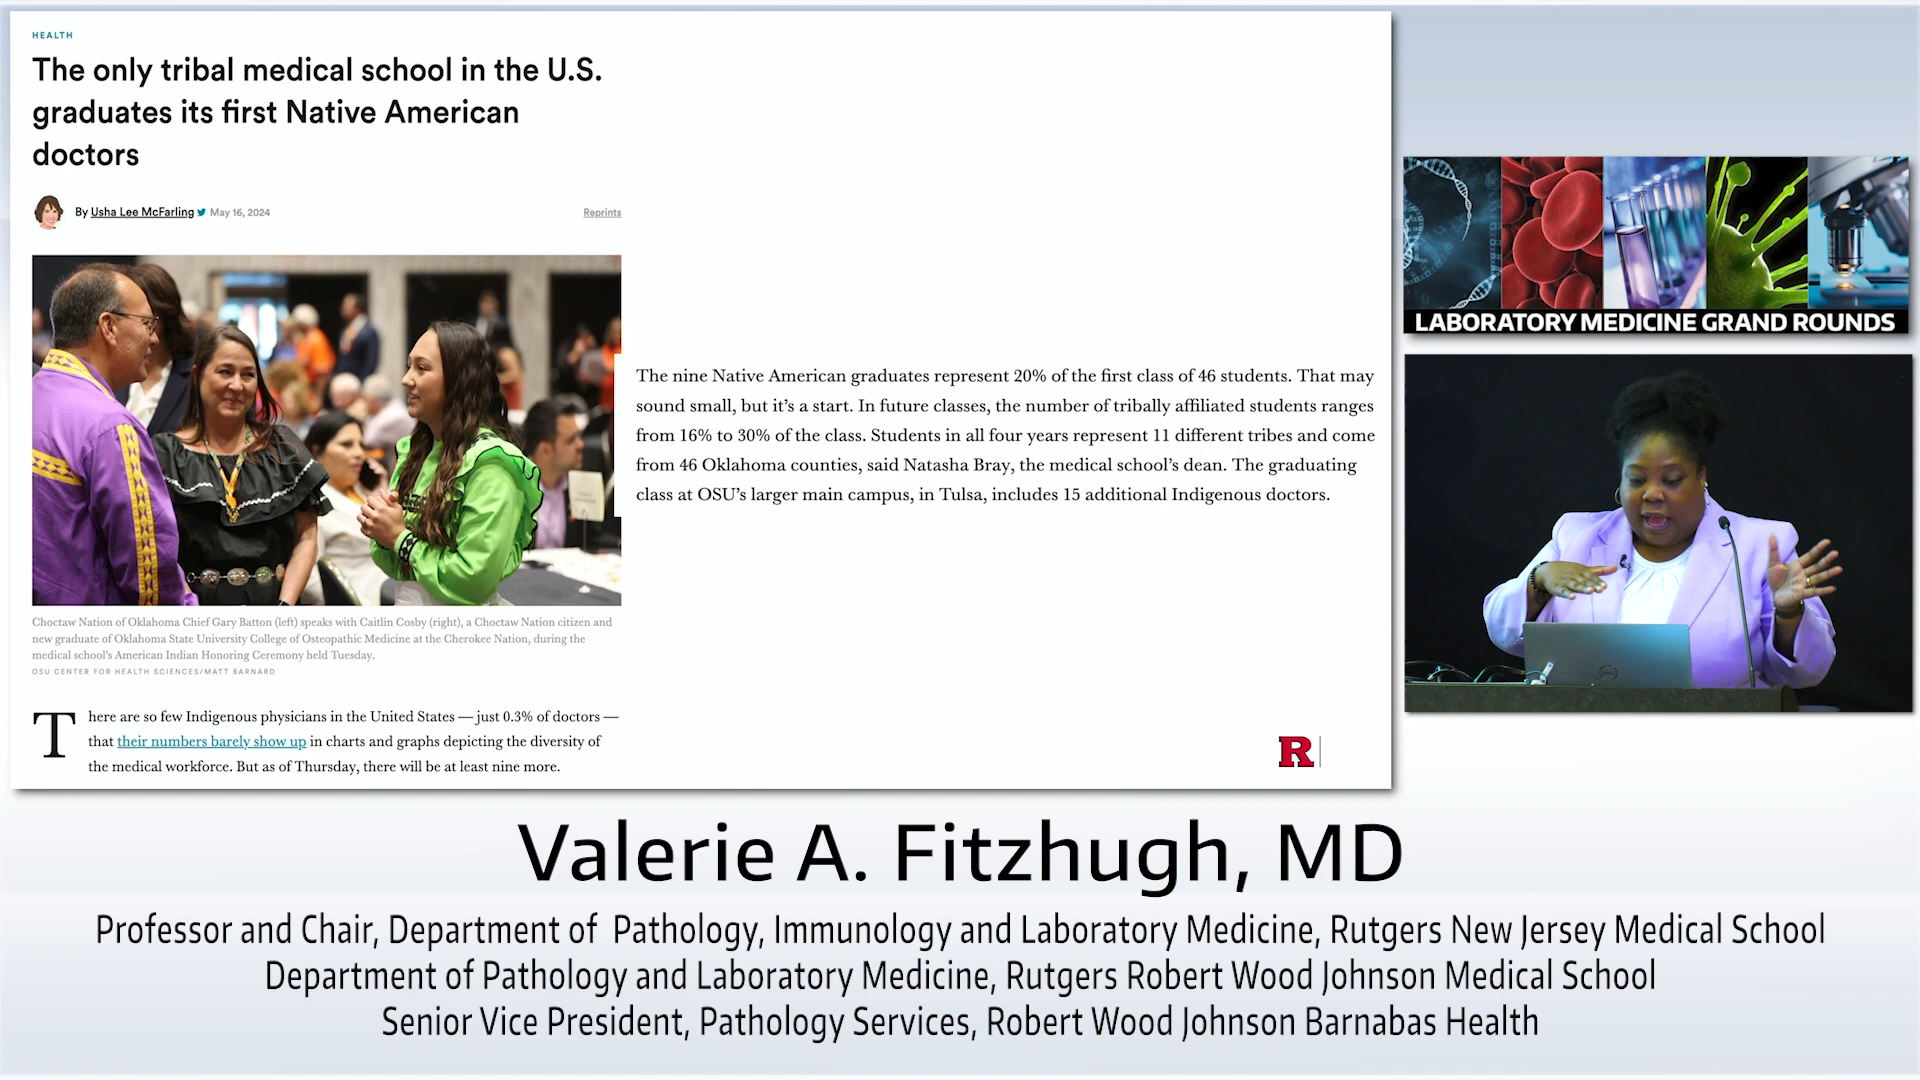 HEALTH
The only tribal medical school in the U.S.
graduates its first Native American
doctors
By Usha Lee McFarling May 16, 2024
Reprints
Choctaw Nation of Oklahoma Chief Gary Batton (left) speaks with Caitlin Cosby (right), a Choctaw Nation citizen and
new graduate of Oklahoma State University College of Osteopathic Medicine at the Cherokee Nation, during the
medical school's American Indian Honoring Ceremony held Tuesday.
OSU CENTER FOR HEALTH SCIENCES/MATT BARNARD
There are so few Indigenous physicians in the United States — just 0.3% of doctors —
that their numbers barely show up in charts and graphs depicting the diversity of
the medical workforce. But as of Thursday, there will be at least nine more.
The nine Native American graduates represent 20% of the first class of 46 students. That may
sound small, but it's a start. In future classes, the number of tribally affiliated students ranges
from 16% to 30% of the class. Students in all four years represent 11 different tribes and come
from 46 Oklahoma counties, said Natasha Bray, the medical school's dean. The graduating
class at OSU's larger main campus, in Tulsa, includes 15 additional Indigenous doctors.
R
LABORATORY MEDICINE GRAND ROUNDS
Valerie A. Fitzhugh, MD
Professor and Chair, Department of Pathology, Immunology and Laboratory Medicine, Rutgers New Jersey Medical School
Department of Pathology and Laboratory Medicine, Rutgers Robert Wood Johnson Medical School
Senior Vice President, Pathology Services, Robert Wood Johnson Barnabas Health